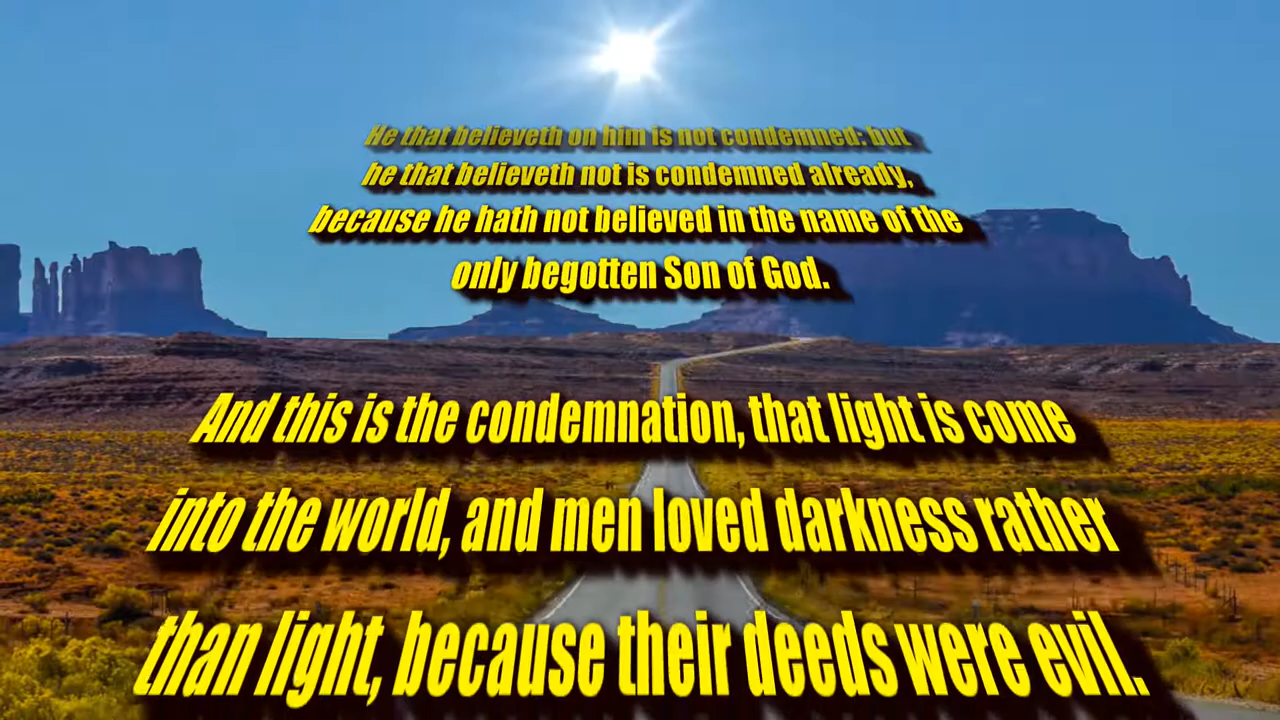 He that believeth on him is not condemned: but
he that believeth not is condemned already,
because he hath not believed in the name of the
only begotten Son of God.
And this is the condemnation, that light is come
into the world, and men loved darkness rather
than light, because their deeds were evil.